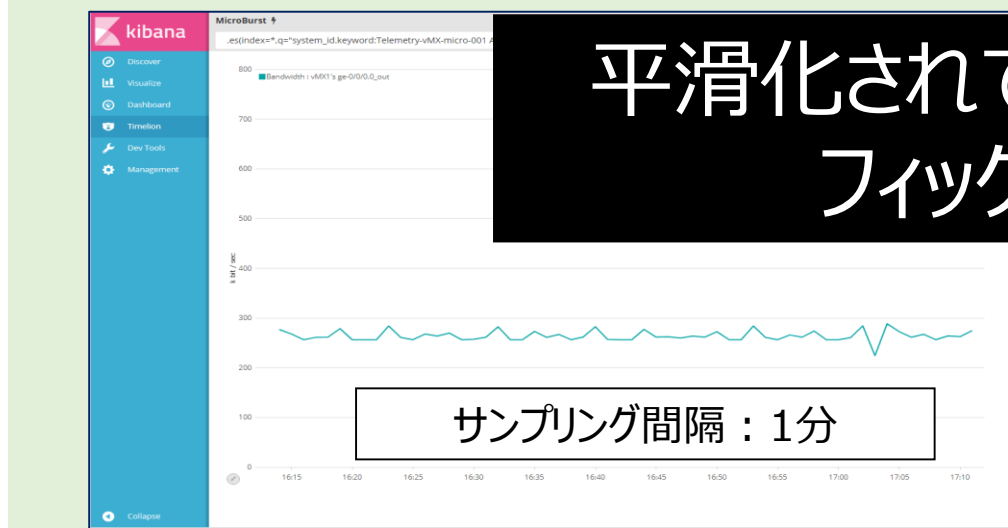 kibana
Discover
Visualize
Dashboard
Timelion
Dev Tools
Management
Collapse
MicroBurst
.es(index=*,q="system_id.keyword:Telemetry-vMX-micro-001 A
平滑化されて
フィック
Bandwidth : vMX1's ge-0/0/0.0_out
k bit / sec
800
700
600
500
400
300
200
100
0
サンプリング間隔：1分
16:15 16:20 16:25 16:30 16:35 16:40 16:45 16:50 16:55 17:00 17:05 17:10